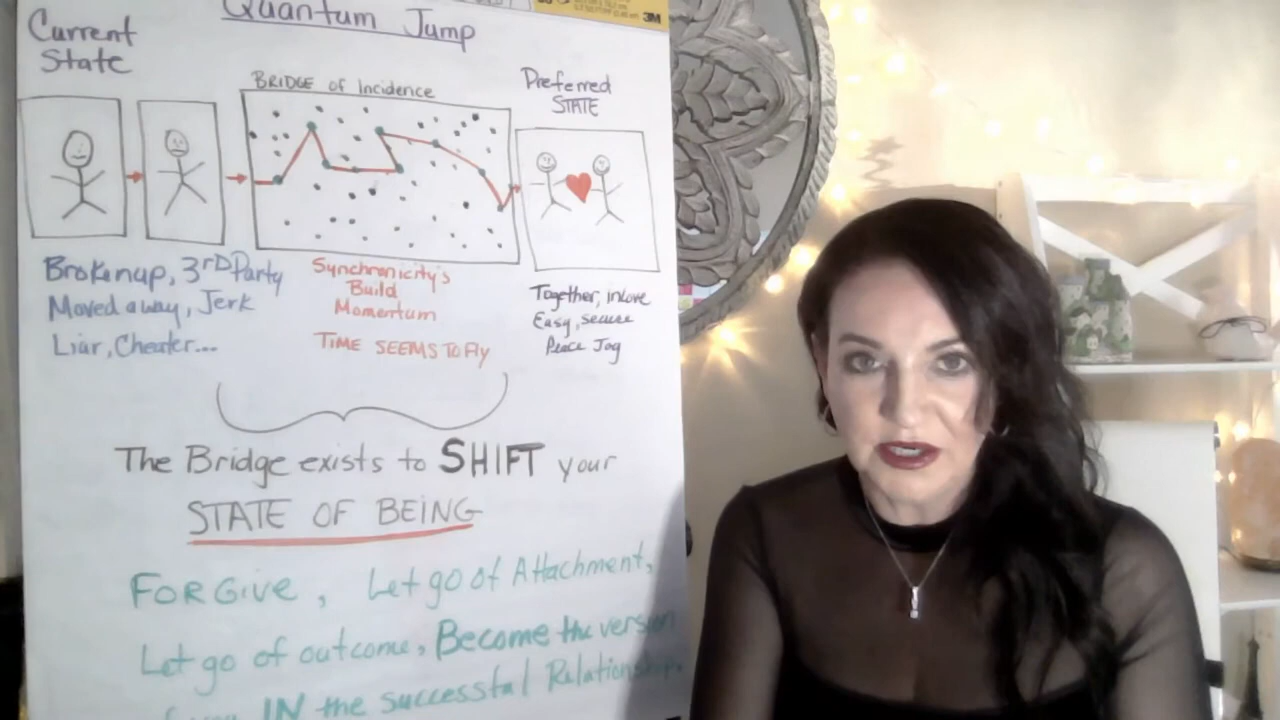 Quantum Jump
3M
Current
State
BRIDGE of Incidence
Preferred
STATE
Brokenup, 3rd Party
Moved away, Jerk
Liar, Cheater...
Synchronicity's
Build
Momentum
TIME SEEMS TO Fly
Together, inlove
Easy, secure
Peace Joy
The Bridge exists to SHIFT your
STATE OF BEING
FORGIVE, Let go of Attachment,
Let go of outcome, Become the version
IN the successful Relationship.